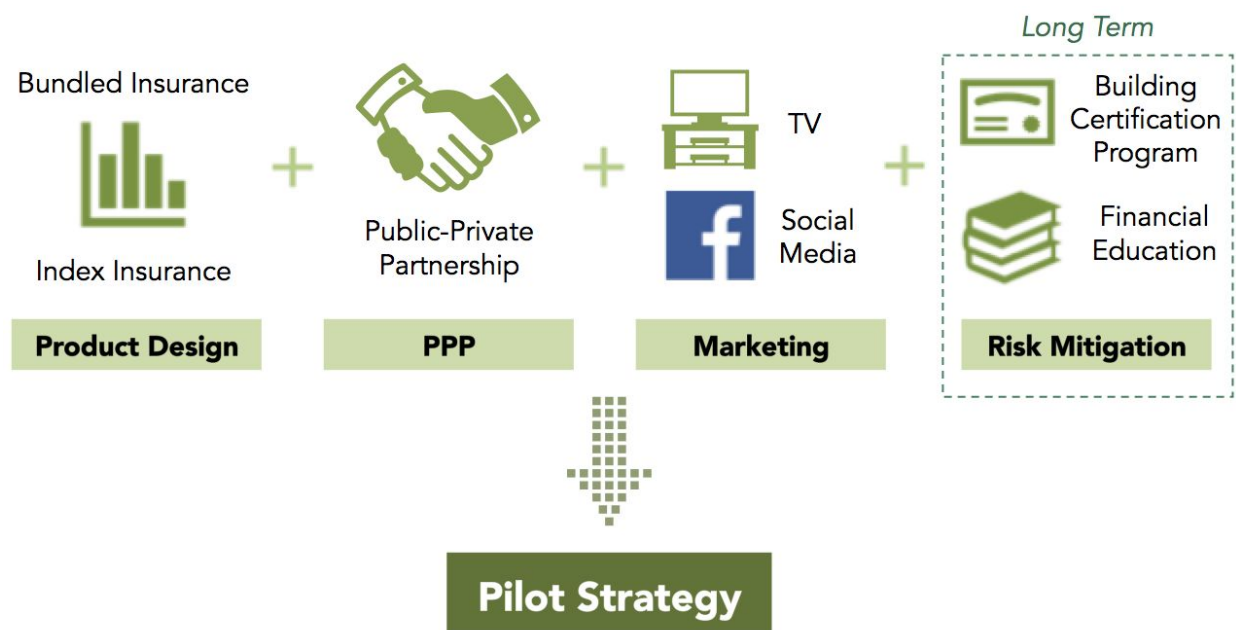 Long Term
Bundled Insurance
Index Insurance
Product Design
Public-Private
Partnership
PPP
TV
f
Social
Media
Marketing
Building
Certification
Program
Financial
Education
Risk Mitigation
Pilot Strategy